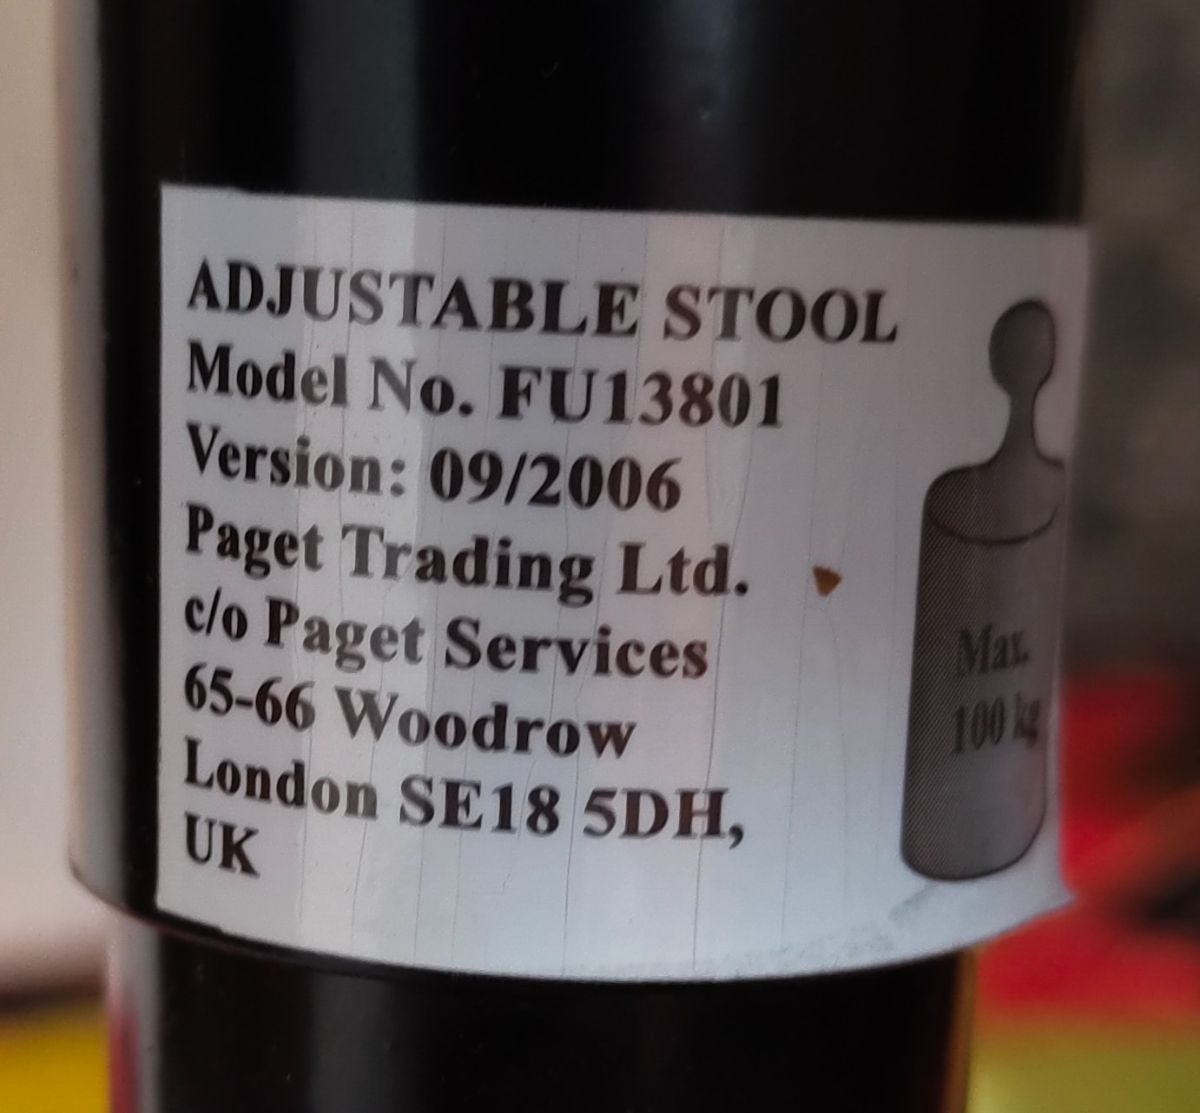 ADJUSTABLE STOOL
Model No. FU13801
Version: 09/2006
Paget Trading Ltd.
c/o Paget Services
65-66 Woodrow
London SE18 5DH,
UK
Max.
100 kg